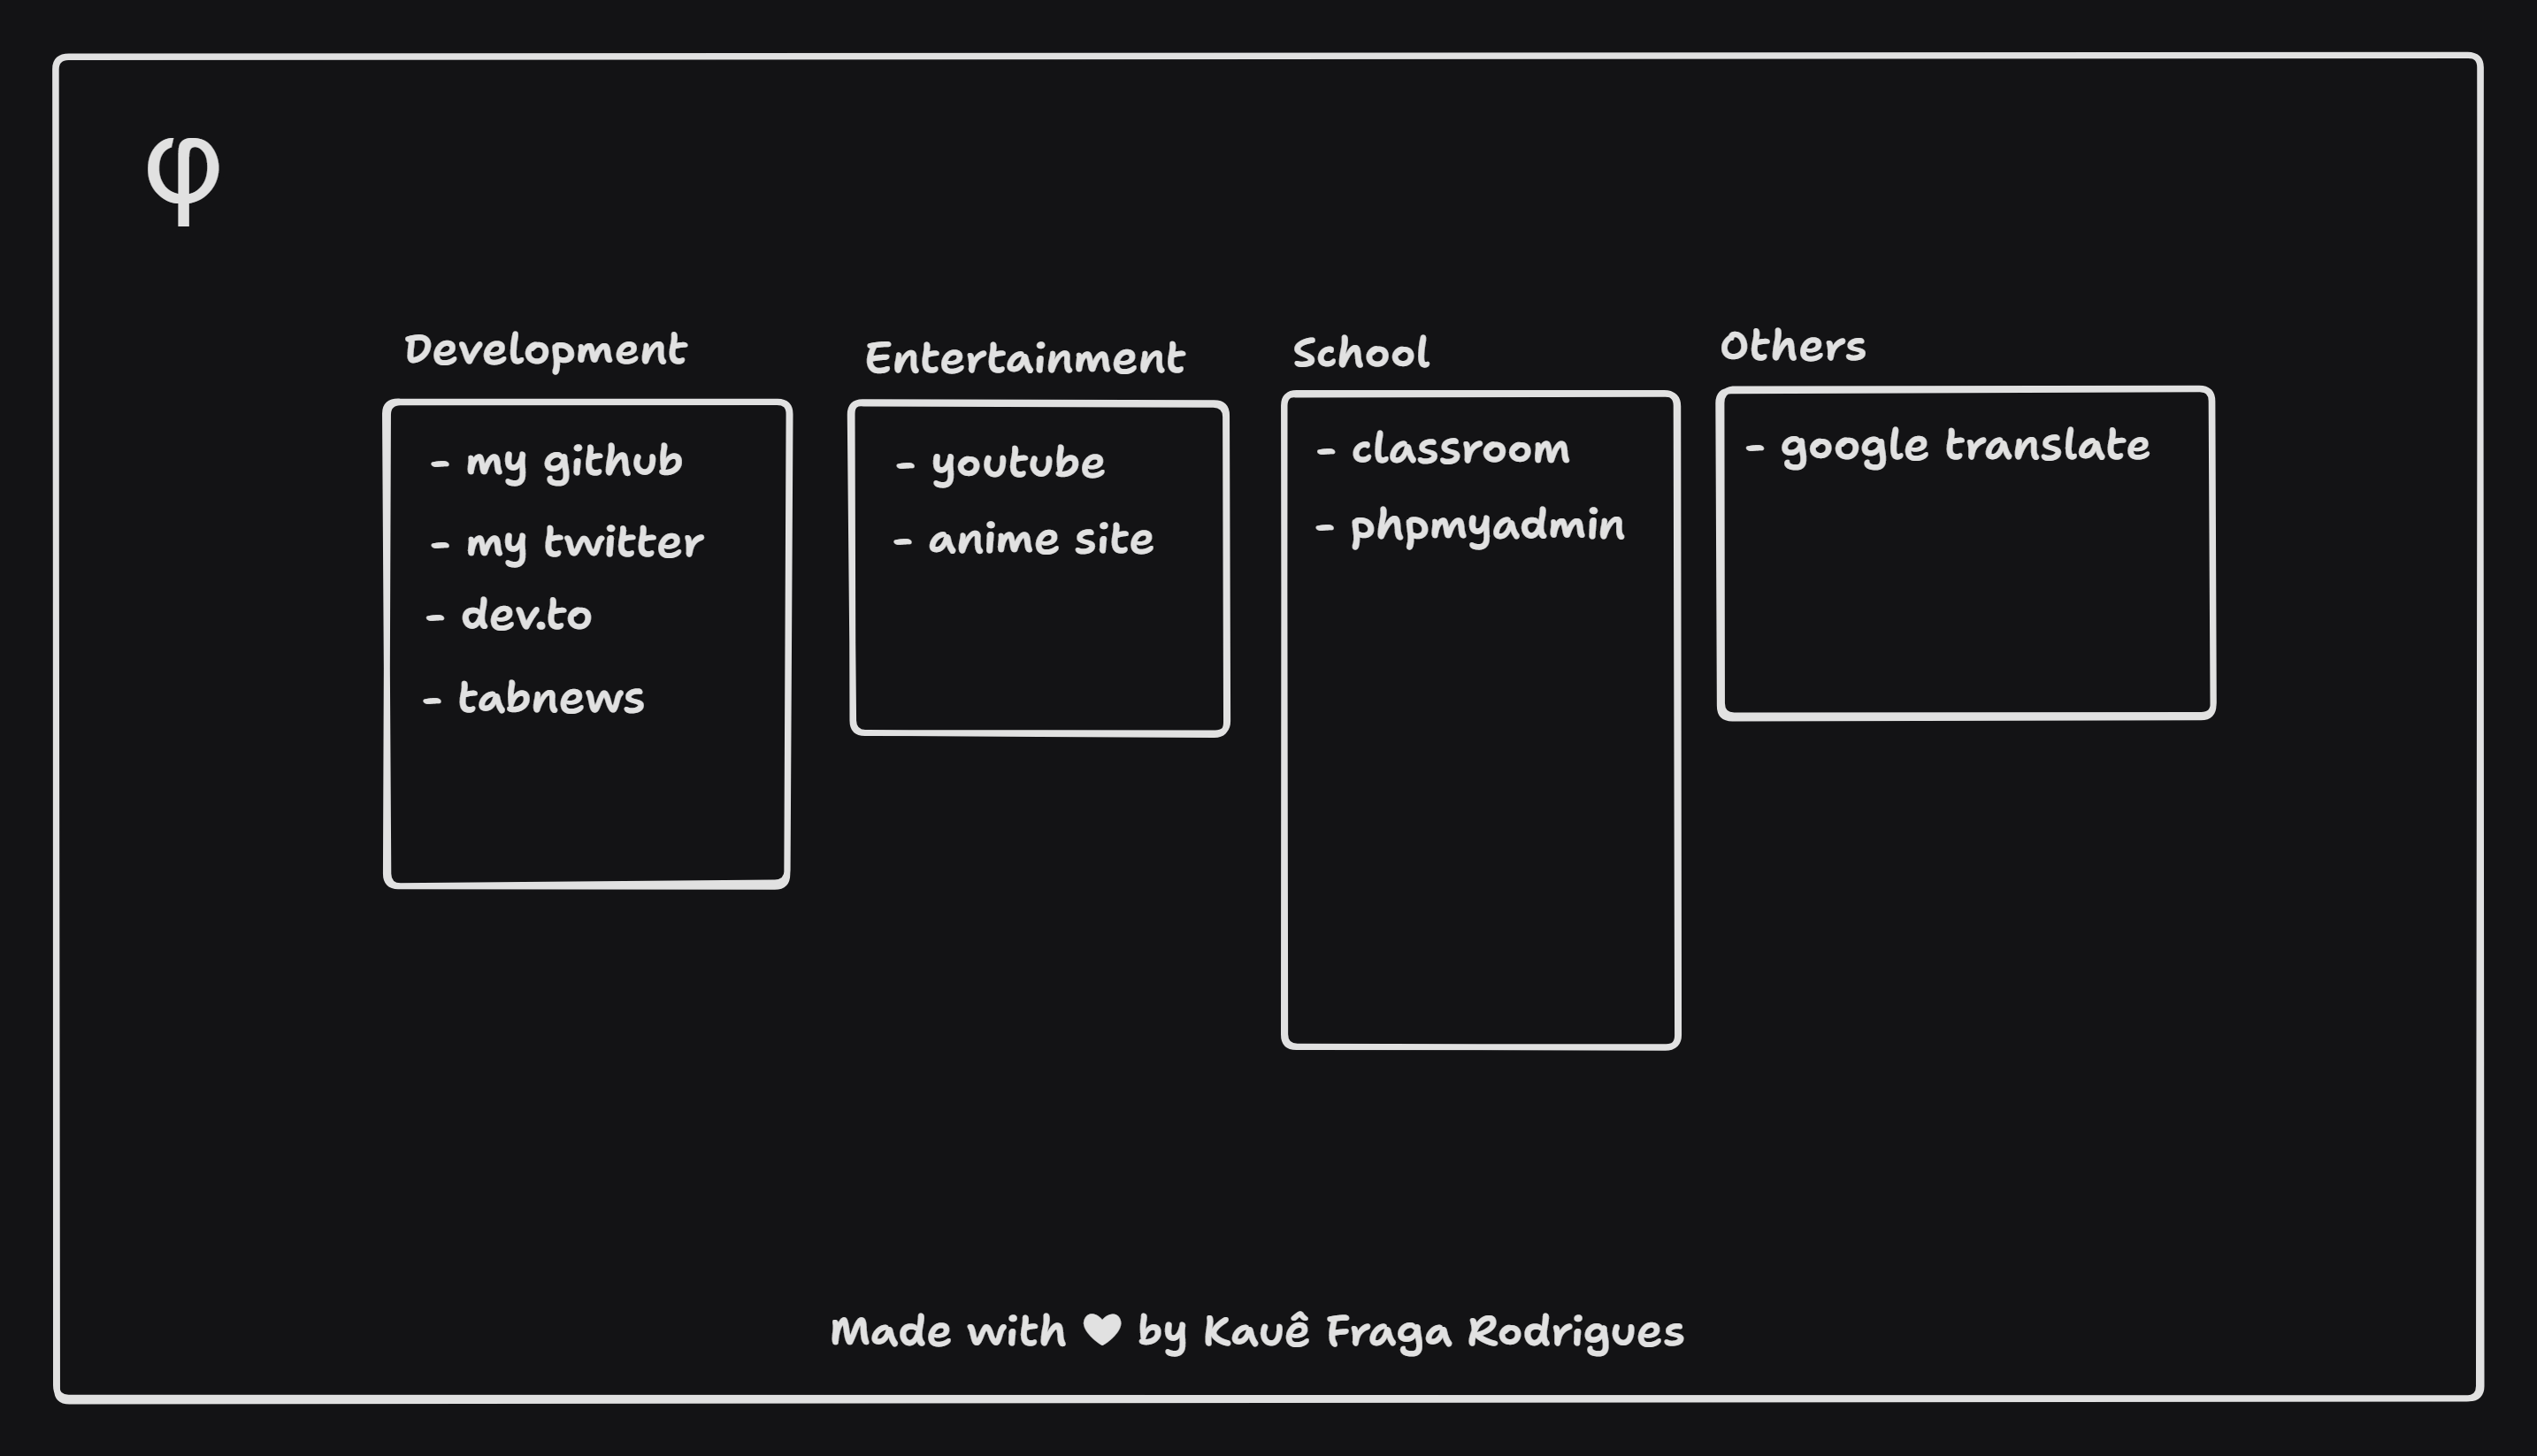 φ
Development
- my github
- my twitter
- dev.to
- tabnews
Entertainment
- youtube
- anime site
School
- classroom
- phpmyadmin
Others
- google translate
Made with ♥ by Kauê Fraga Rodrigues